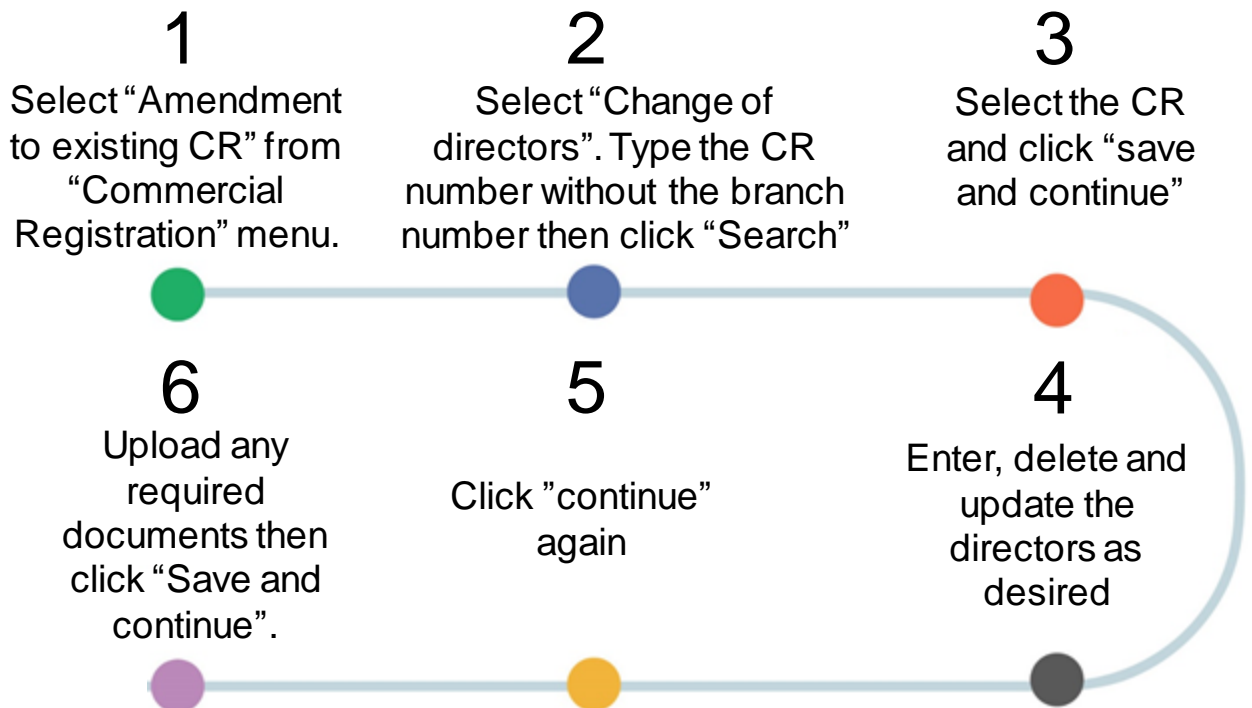 1
Select “Amendment
to existing CR” from
“Commercial
Registration” menu.
2
Select “Change of
directors”. Type the CR
number without the branch
number then click “Search”
3
Select the CR
and click “save
and continue”
4
Enter, delete and
update the
directors as
desired
5
Click ”continue”
again
6
Upload any
required
documents then
click “Save and
continue”.